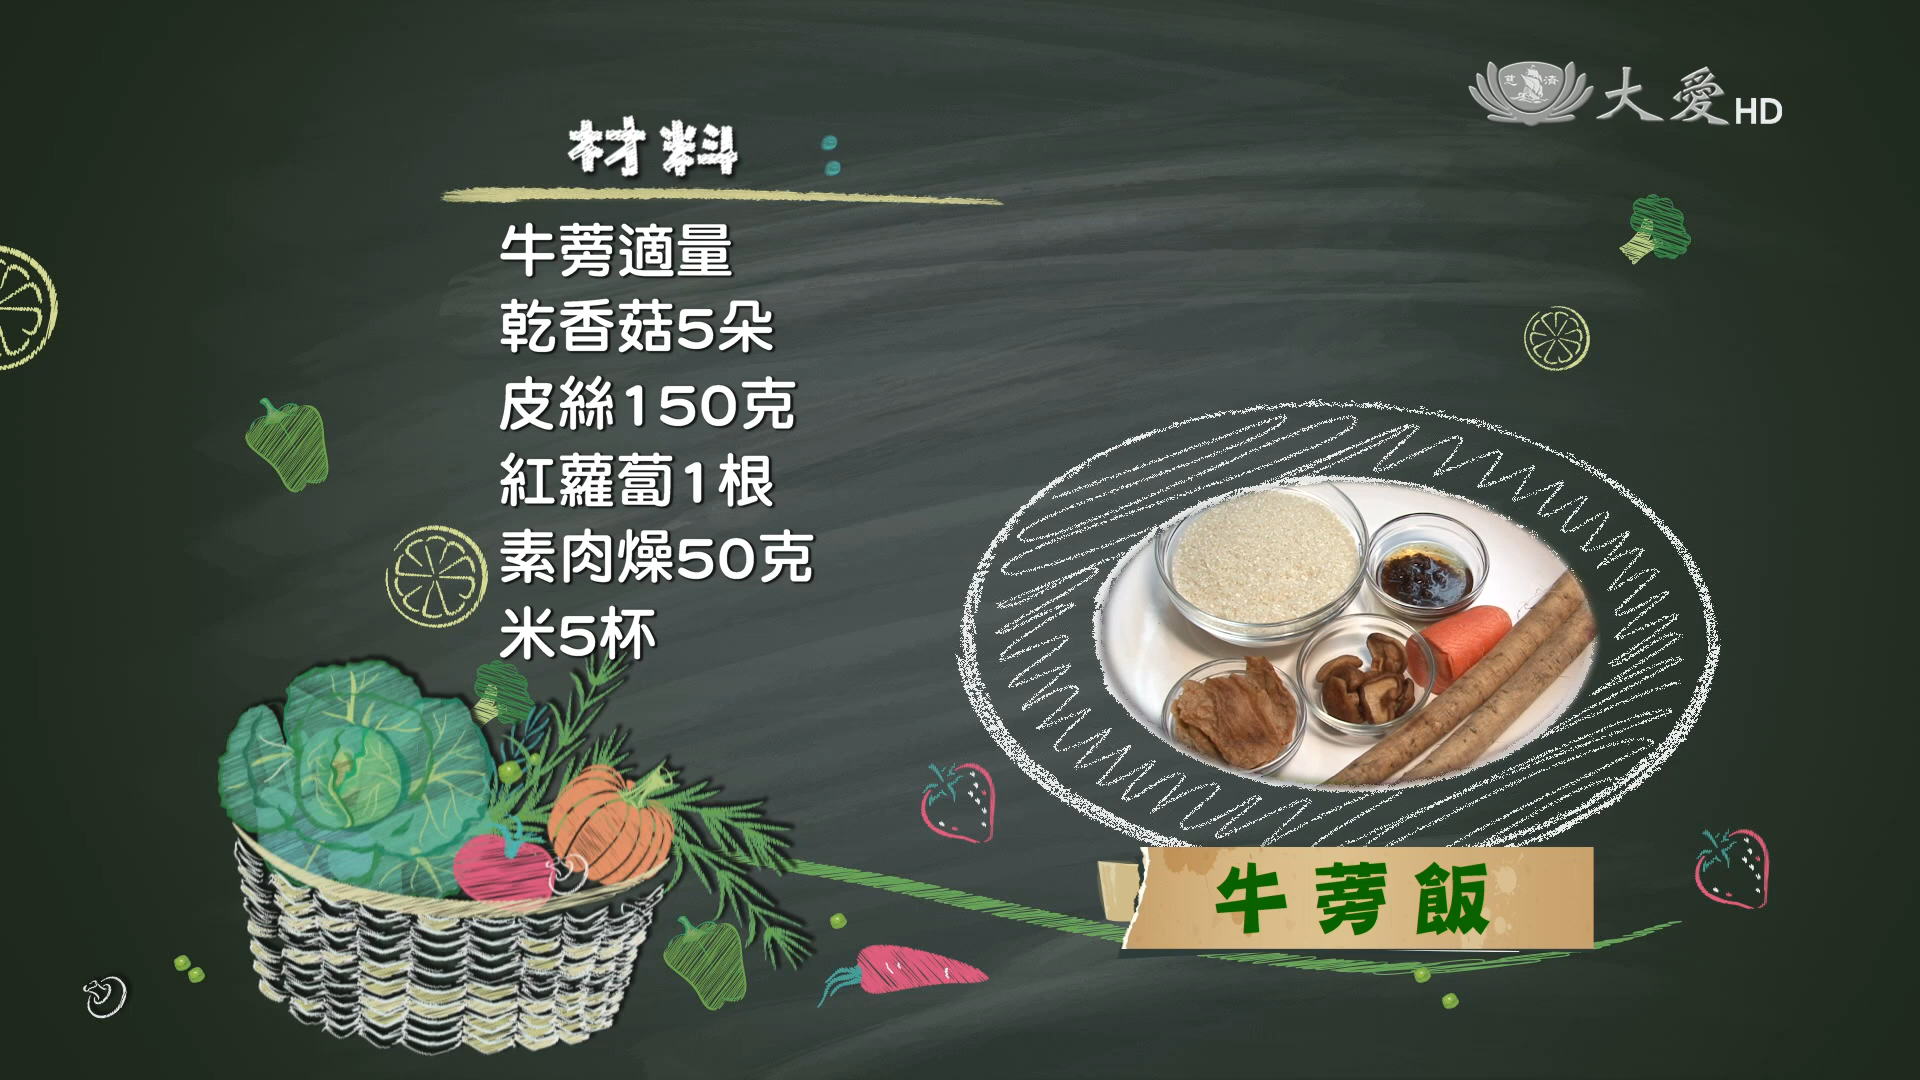 慈濟
大愛HD
材料：
牛蒡適量
乾香菇5朵
皮絲150克
紅蘿蔔1根
素肉燥50克
米5杯
牛蒡飯